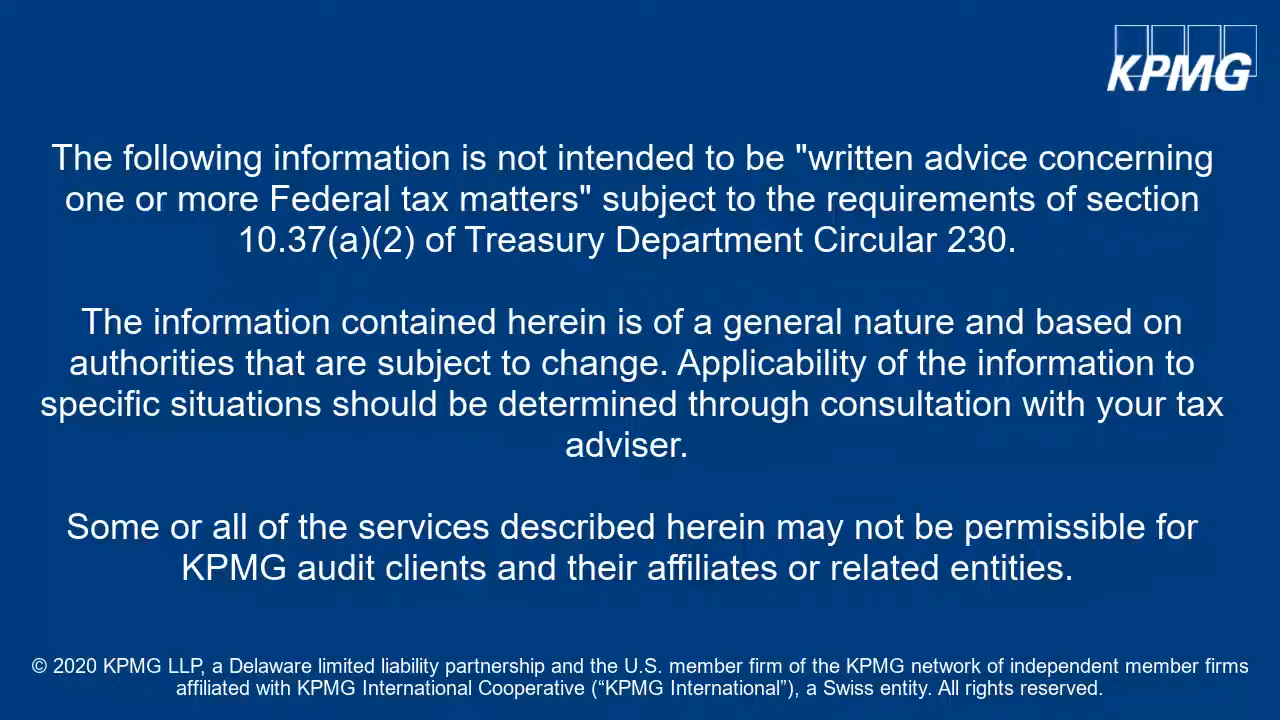 KPMG
The following information is not intended to be "written advice concerning
one or more Federal tax matters" subject to the requirements of section
10.37(a)(2) of Treasury Department Circular 230.
The information contained herein is of a general nature and based on
authorities that are subject to change. Applicability of the information to
specific situations should be determined through consultation with your tax
adviser.
Some or all of the services described herein may not be permissible for
KPMG audit clients and their affiliates or related entities.
© 2020 KPMG LLP, a Delaware limited liability partnership and the U.S. member firm of the KPMG network of independent member firms
affiliated with KPMG International Cooperative (“KPMG International”), a Swiss entity. All rights reserved.